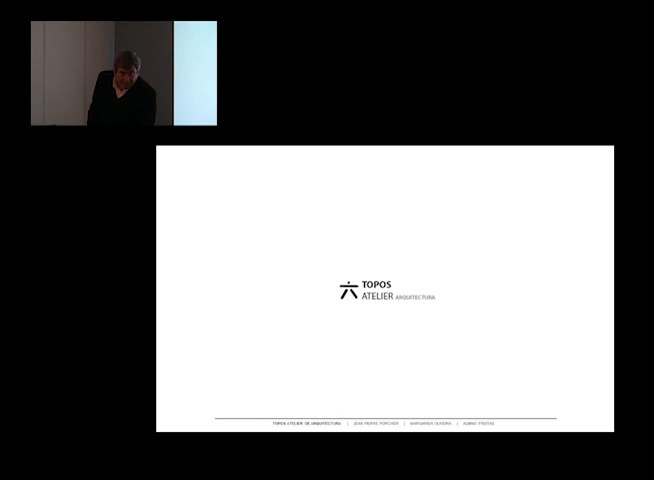 TOPOS
ATELIER ARQUITECTURA
TOPOS ATELIER DE ARQUITECTURA | JEAN PIERRE PORCHER | MARGARIDA OLIVEIRA | ALBINO FREITAS